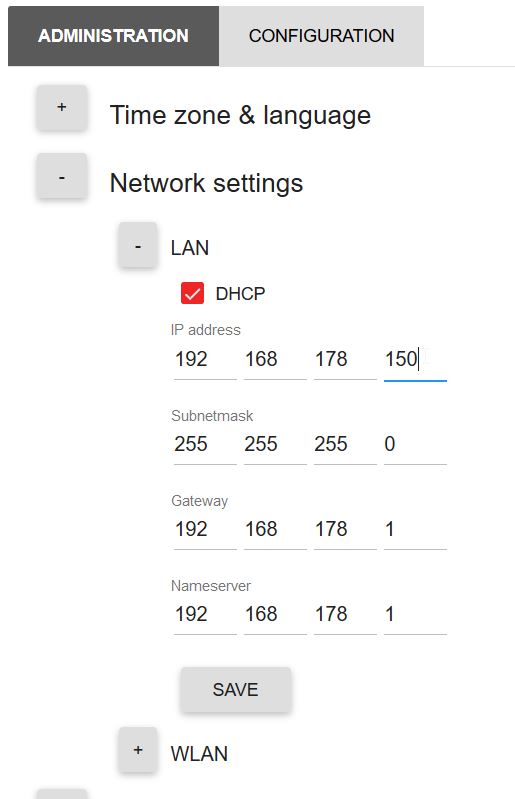 ADMINISTRATION CONFIGURATION
+ Time zone & language
- Network settings
- LAN
DHCP
IP address
192 168 178 150
Subnetmask
255 255 255 0
Gateway
192 168 178 1
Nameserver
192 168 178 1
SAVE
+ WLAN